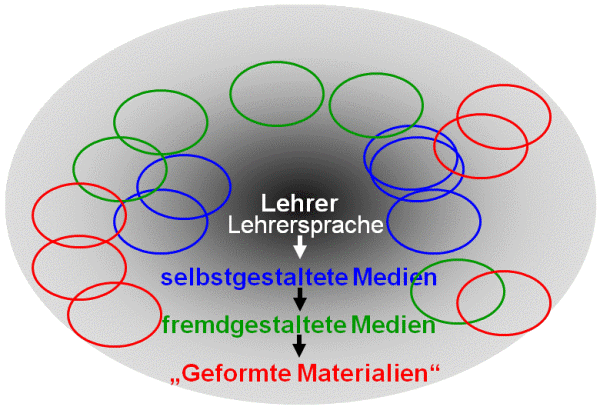 Lehrer
Lehrersprache
selbstgestaltete Medien
fremdgestaltete Medien
„Geformte Materialien“